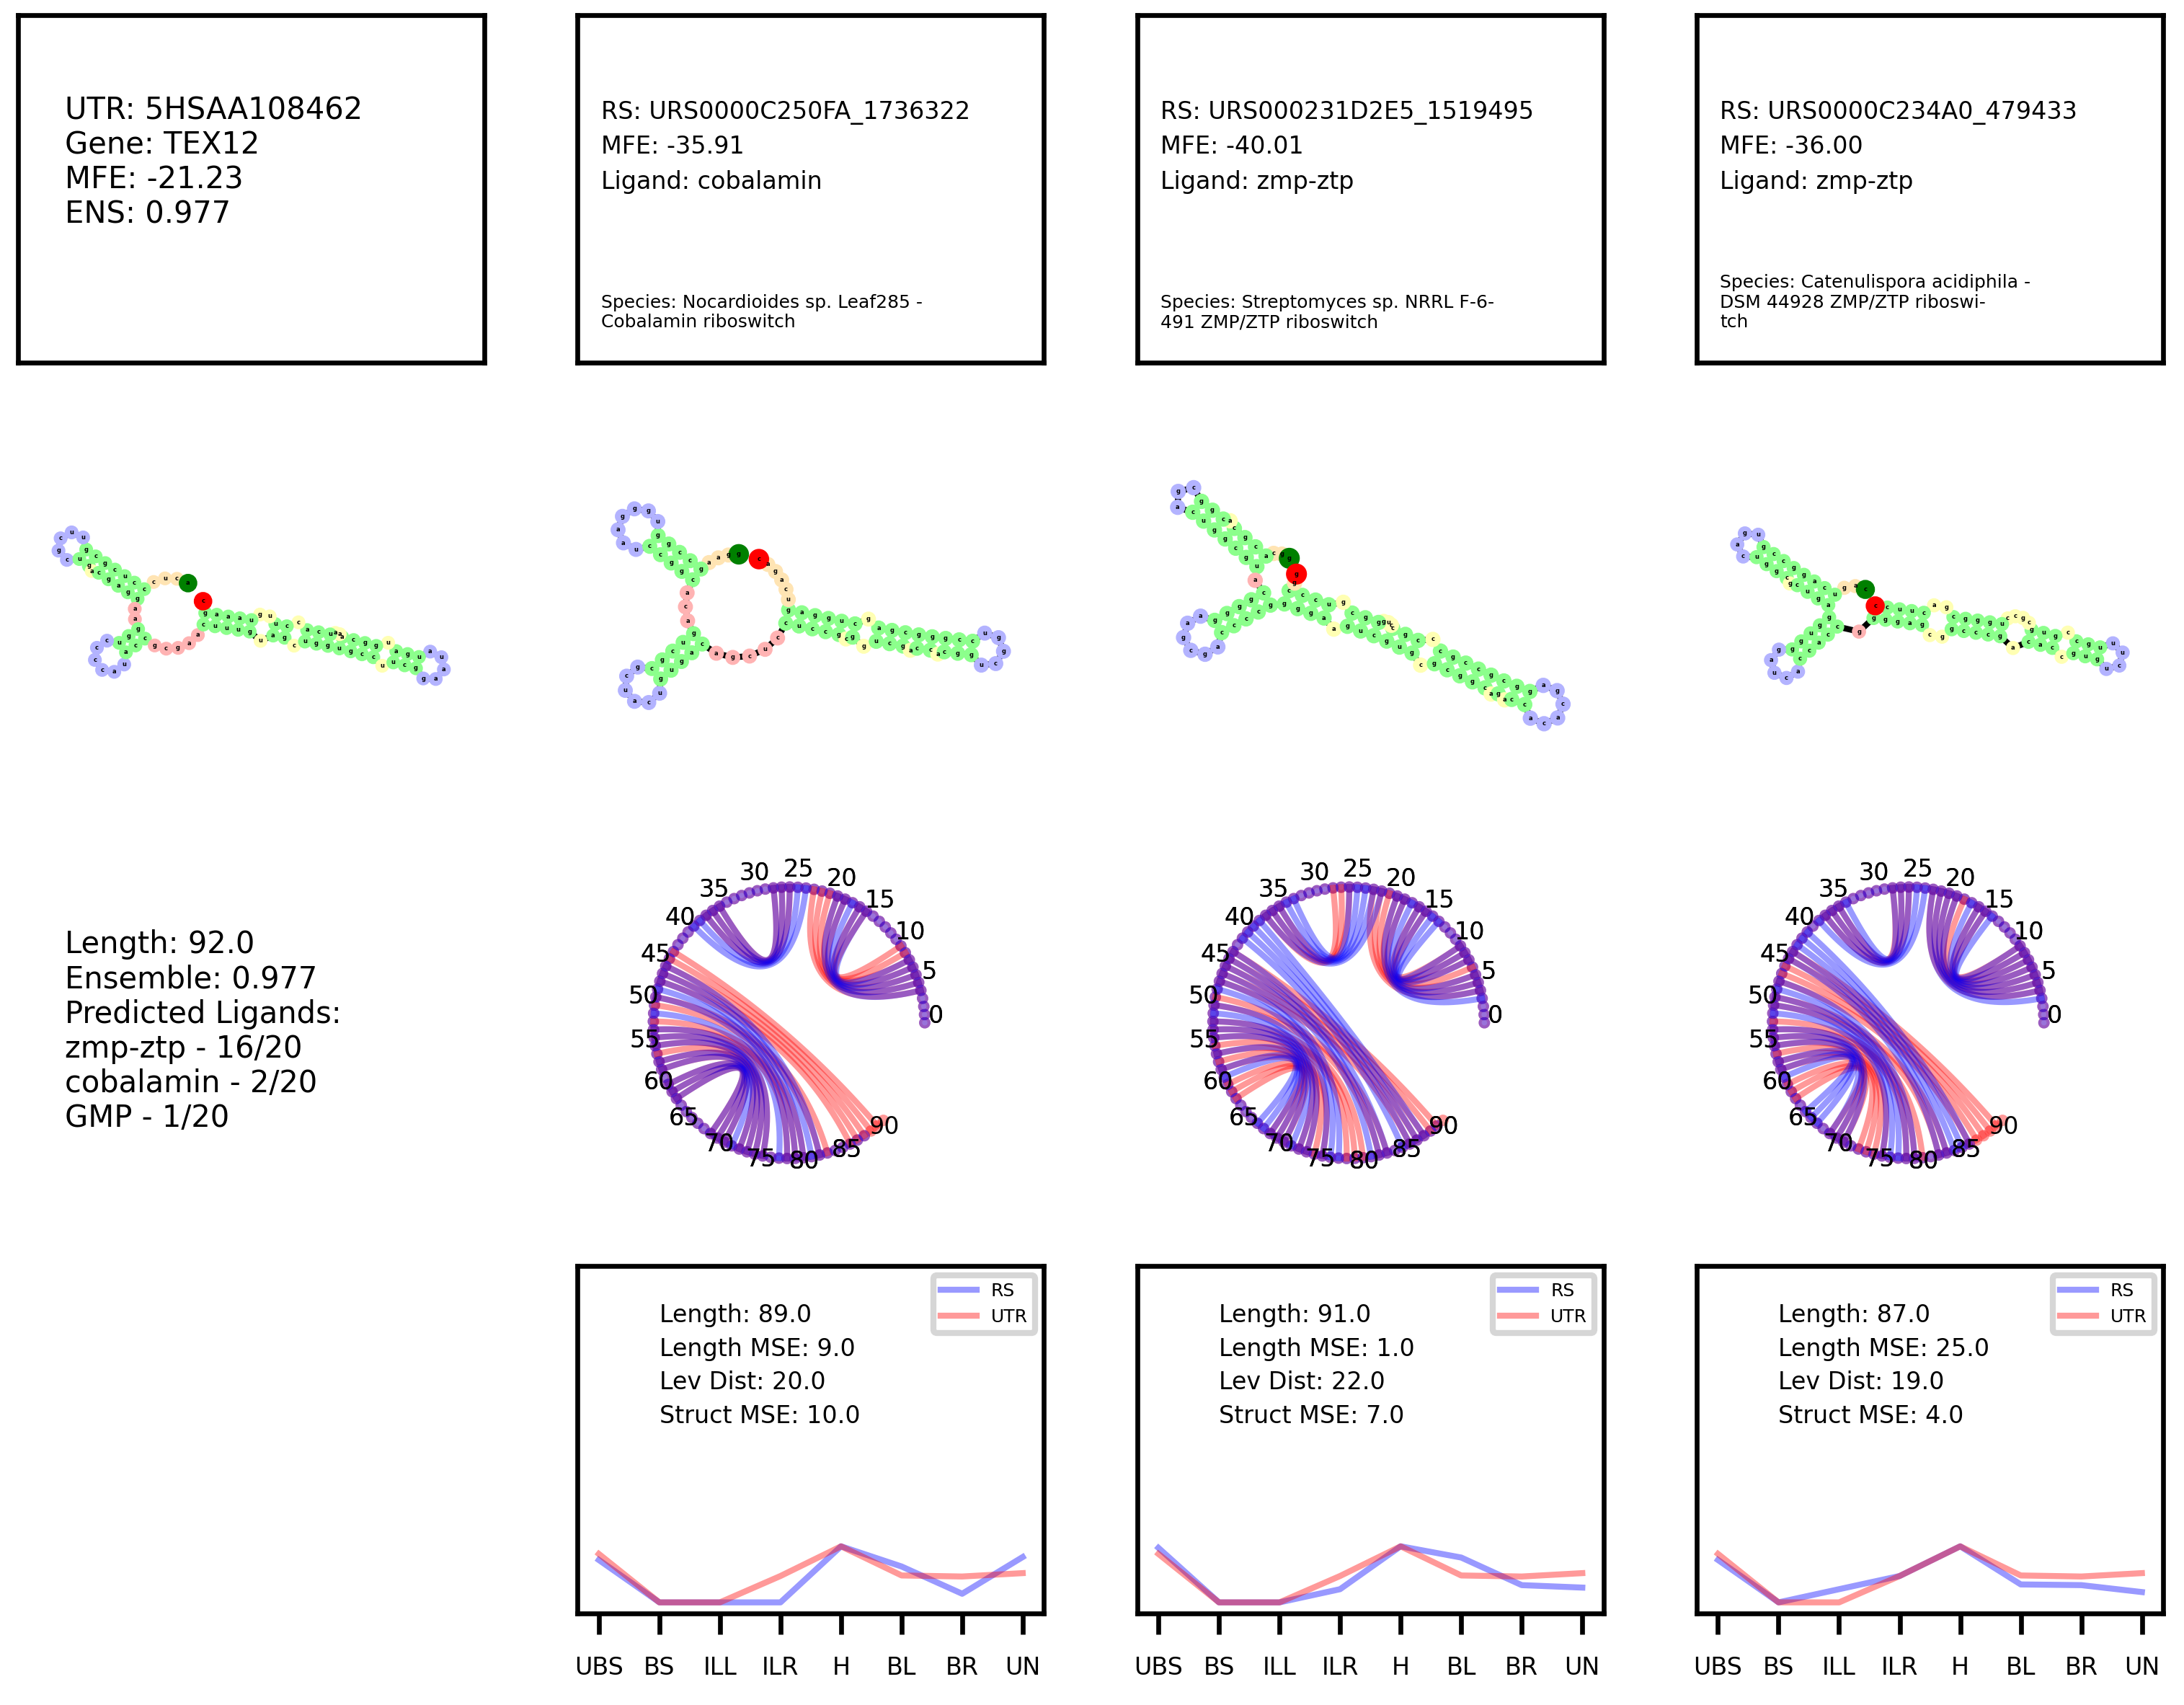 UTR: 5HSAA108462
Gene: TEX12
MFE: -21.23
ENS: 0.977
RS: URS0000C250FA_1736322
MFE: -35.91
Ligand: cobalamin
Species: Nocardioides sp. Leaf285 -
Cobalamin riboswitch
RS: URS000231D2E5_1519495
MFE: -40.01
Ligand: zmp-ztp
Species: Streptomyces sp. NRRL F-6-
491 ZMP/ZTP riboswitch
RS: URS0000C234A0_479433
MFE: -36.00
Ligand: zmp-ztp
Species: Catenulispora acidiphila -
DSM 44928 ZMP/ZTP riboswi-
tch
Length: 92.0
Ensemble: 0.977
Predicted Ligands:
zmp-ztp - 16/20
cobalamin - 2/20
GMP - 1/20
0
5
10
15
20
25
30
35
40
45
50
55
60
65
70
75
80
85
90
0
5
10
15
20
25
30
35
40
45
50
55
60
65
70
75
80
85
90
0
5
10
15
20
25
30
35
40
45
50
55
60
65
70
75
80
85
90
RS
UTR
Length: 89.0
Length MSE: 9.0
Lev Dist: 20.0
Struct MSE: 10.0
UBS BS ILL ILR H BL BR UN
RS
UTR
Length: 91.0
Length MSE: 1.0
Lev Dist: 22.0
Struct MSE: 7.0
UBS BS ILL ILR H BL BR UN
RS
UTR
Length: 87.0
Length MSE: 25.0
Lev Dist: 19.0
Struct MSE: 4.0
UBS BS ILL ILR H BL BR UN